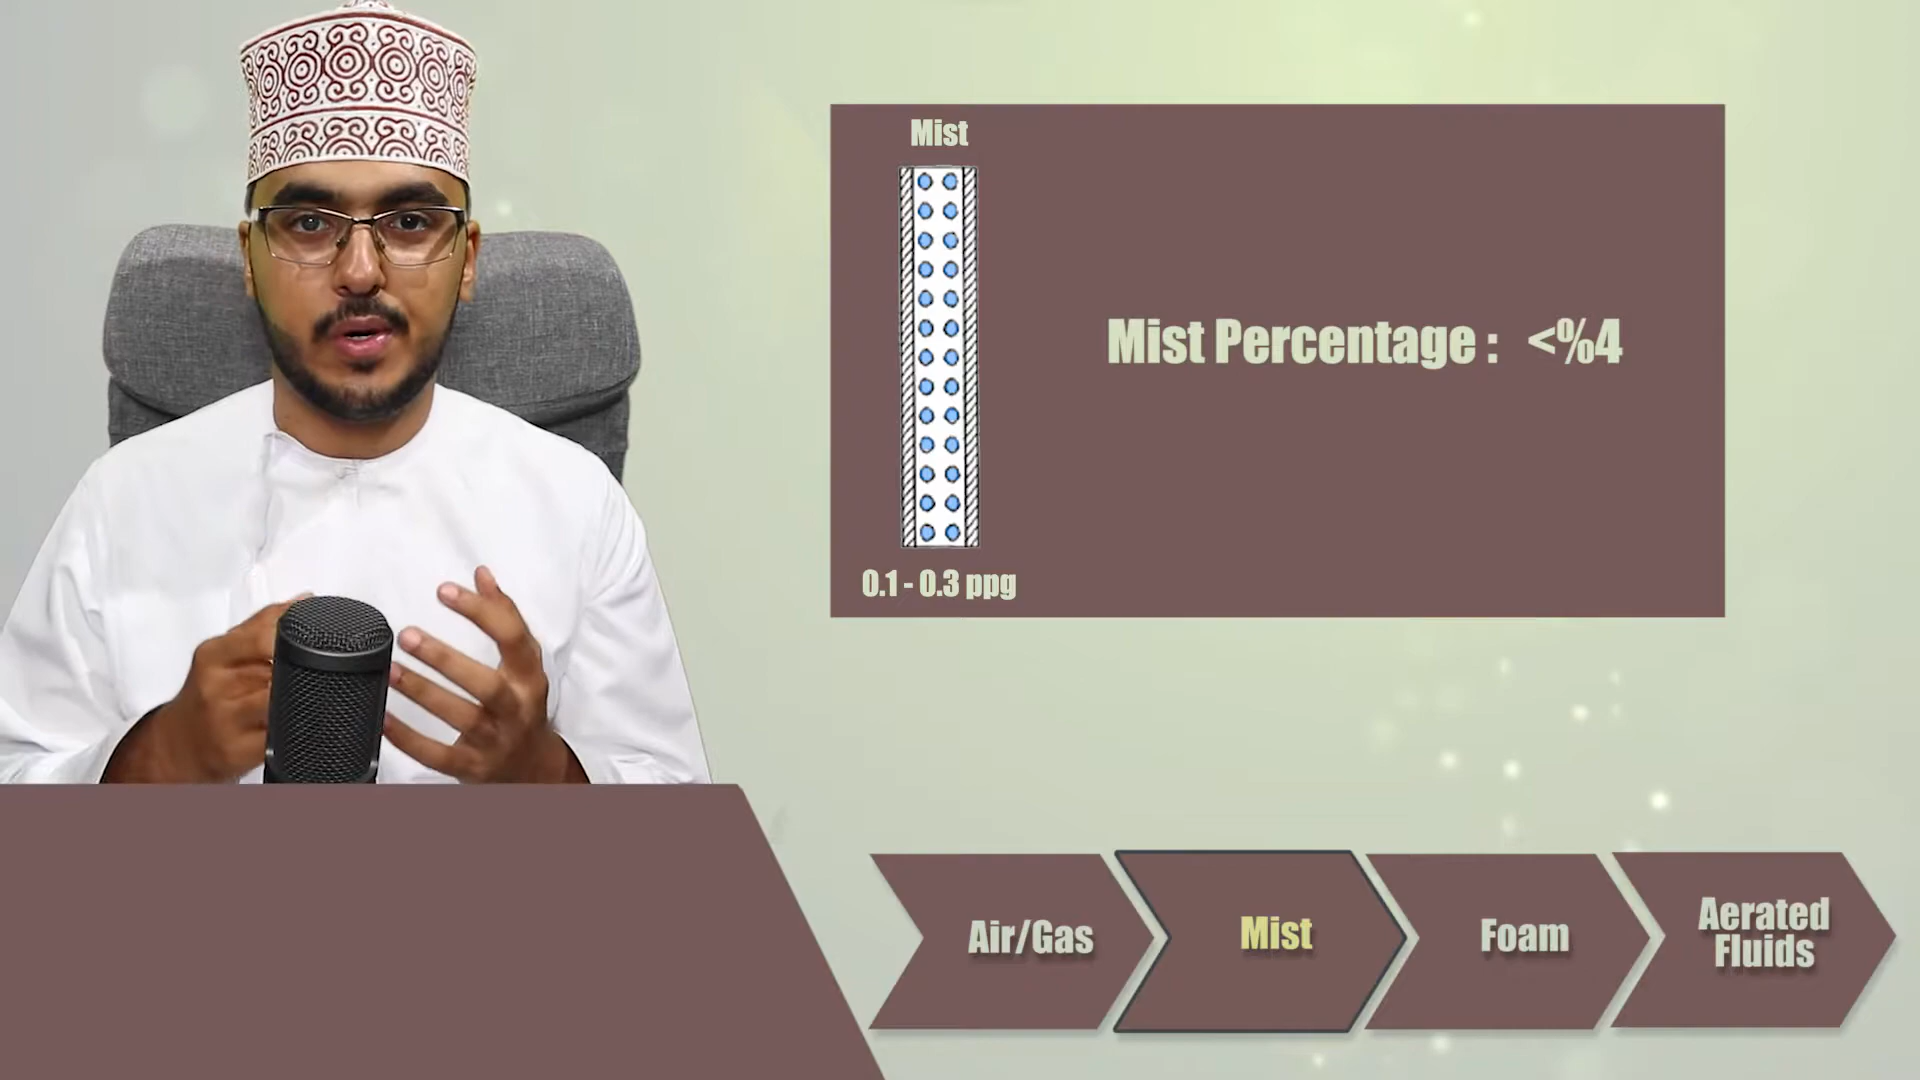 Mist
Mist Percentage : <%4
0.1 - 0.3 ppg
Air/Gas
Mist
Foam
Aerated
Fluids